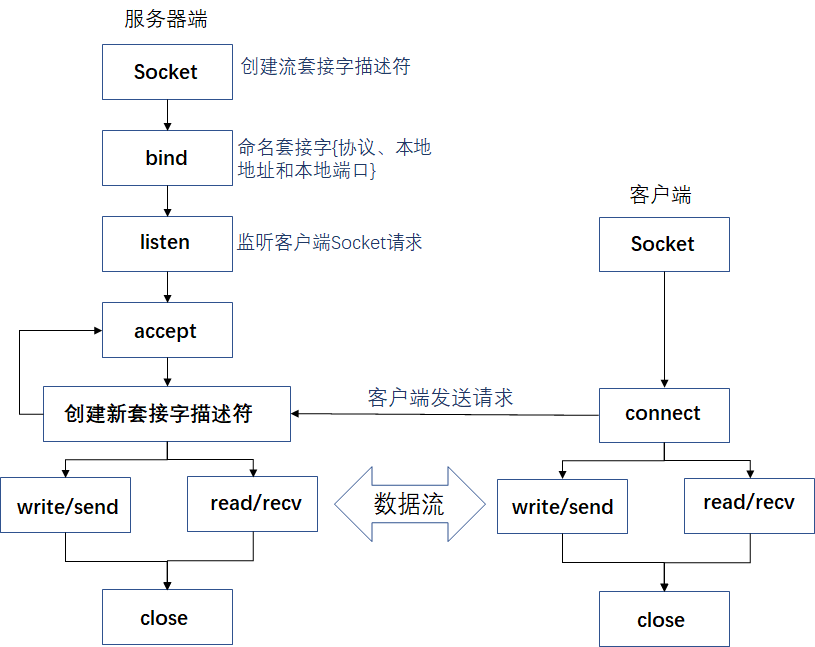 服务器端
Socket
创建流套接字描述符
bind
命名套接字{协议、本地
地址和本地端口}
listen
监听客户端Socket请求
客户端
Socket
accept
客户端发送请求
创建新套接字描述符
connect
write/send
read/recv
数据流
write/send
read/recv
close
close